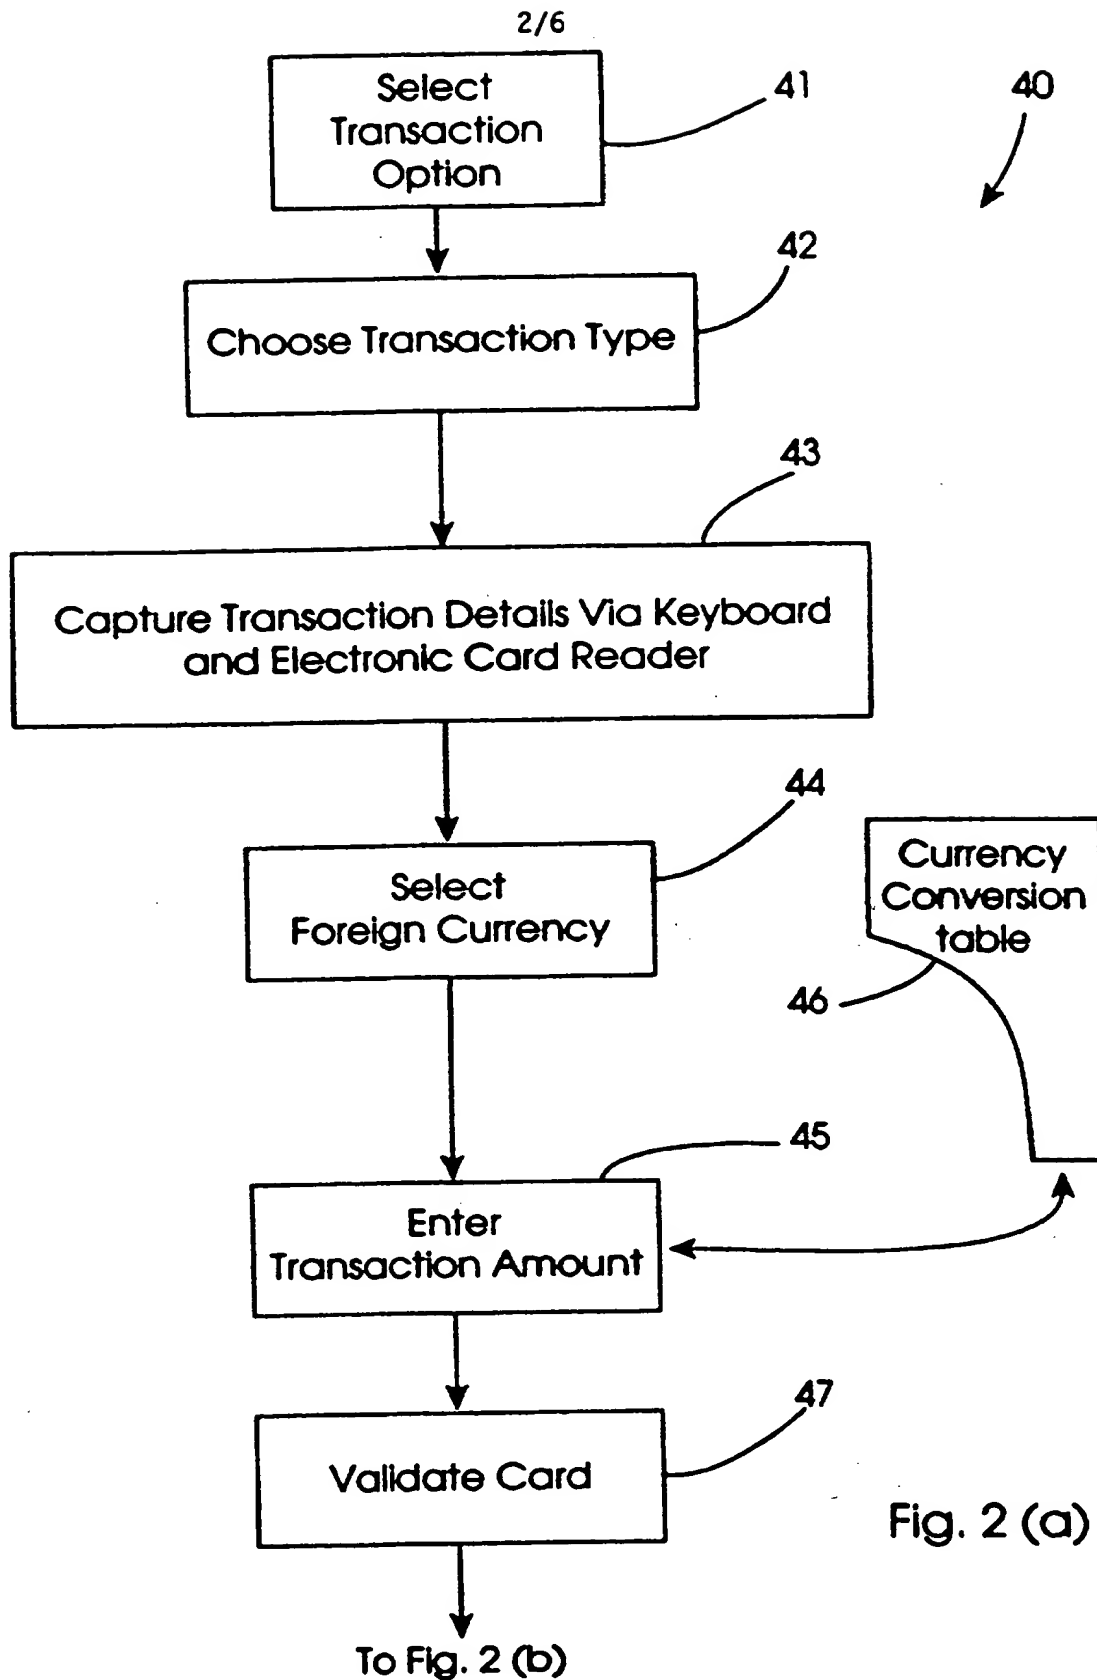 2/6
Select
Transaction
Option
41
40
42
Choose Transaction Type
43
Capture Transaction Details Via Keyboard
and Electronic Card Reader
44
Select
Foreign Currency
Currency
Conversion
table
46
45
Enter
Transaction Amount
47
Validate Card
Fig. 2 (a)
To Fig. 2 (b)